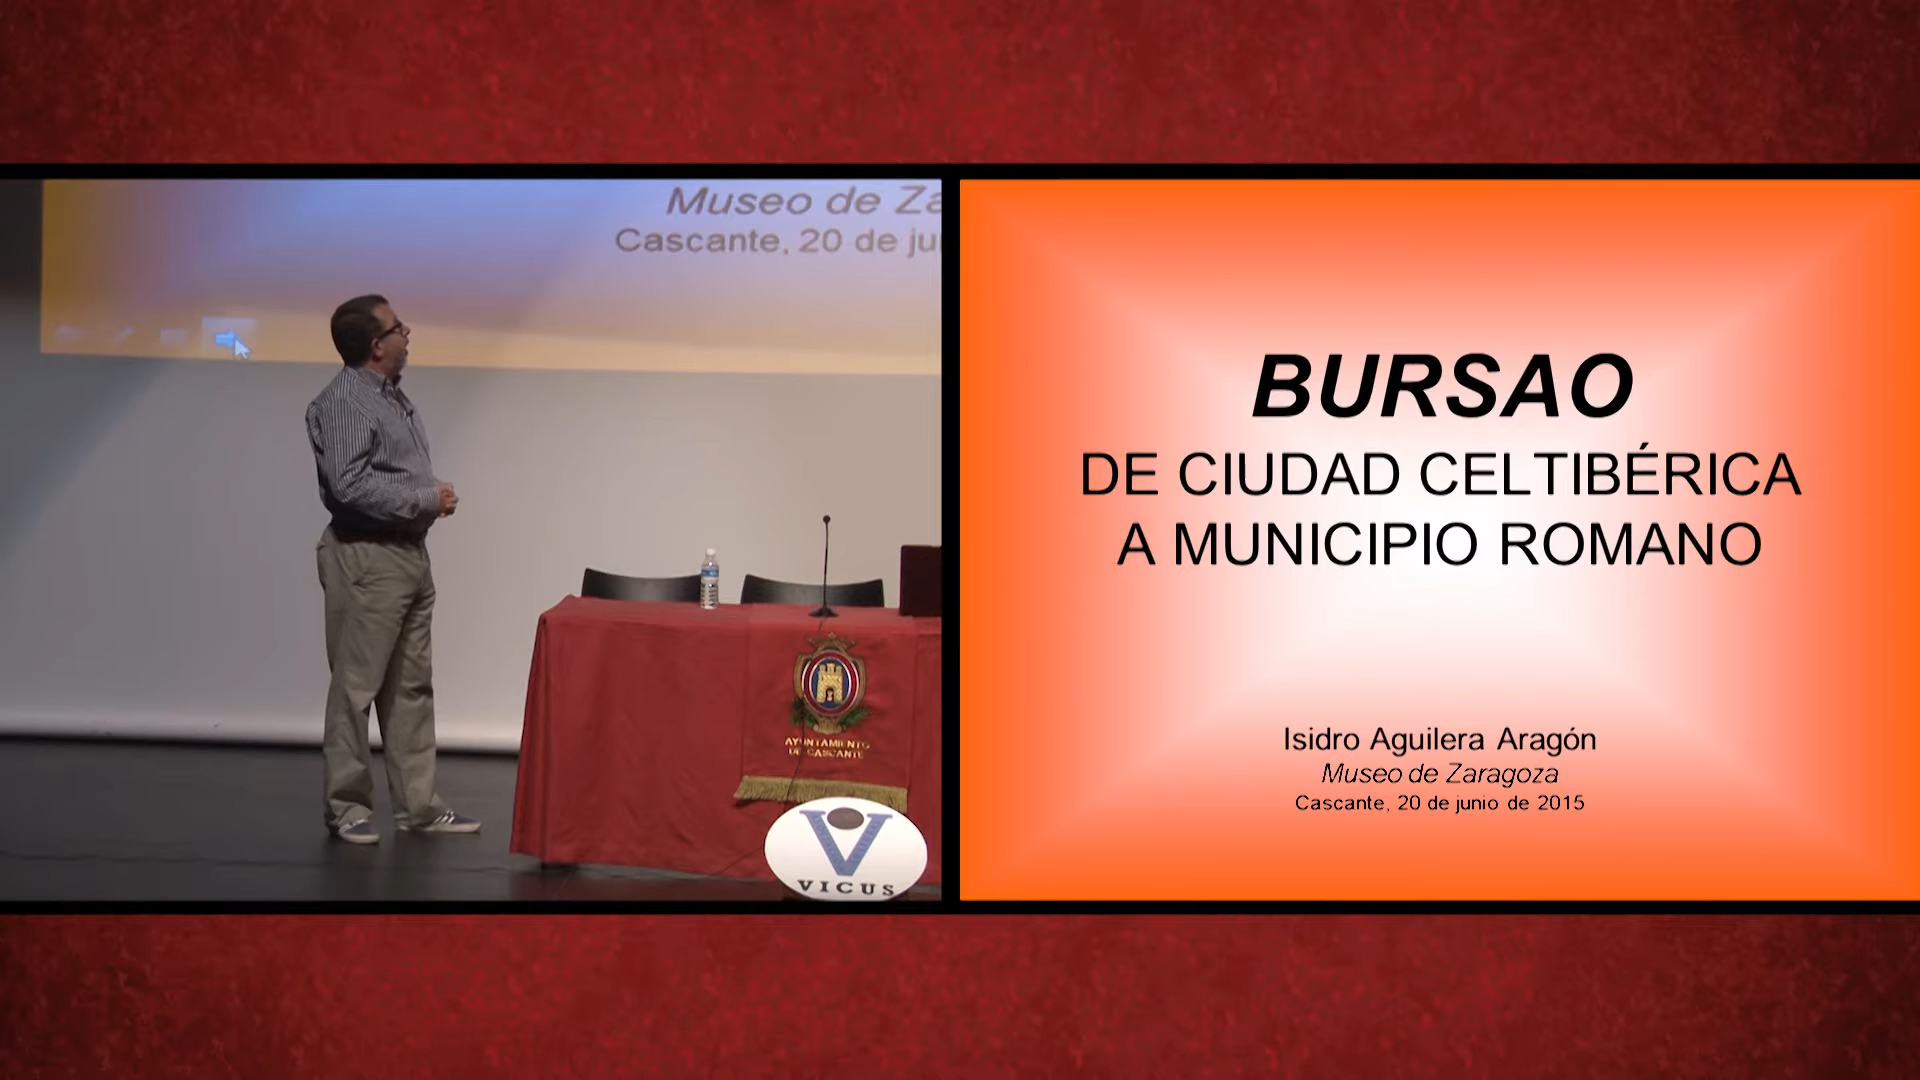 Museo de Za
Cascante, 20 de ju
AYUNTAMIENTO
DE CASCANTE
VICUS
BURSAO
DE CIUDAD CELTIBÉRICA
A MUNICIPIO ROMANO
Isidro Aguilera Aragón
Museo de Zaragoza
Cascante, 20 de junio de 2015